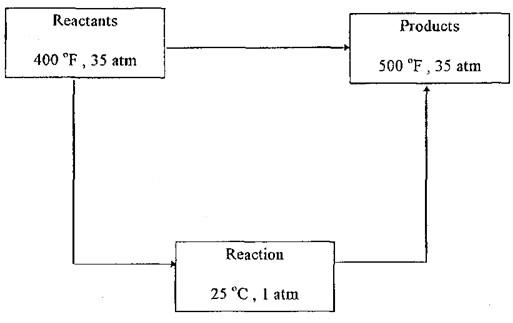 Reactants
400 °F , 35 atm
Products
500 °F , 35 atm
Reaction
25 °C , 1 atm